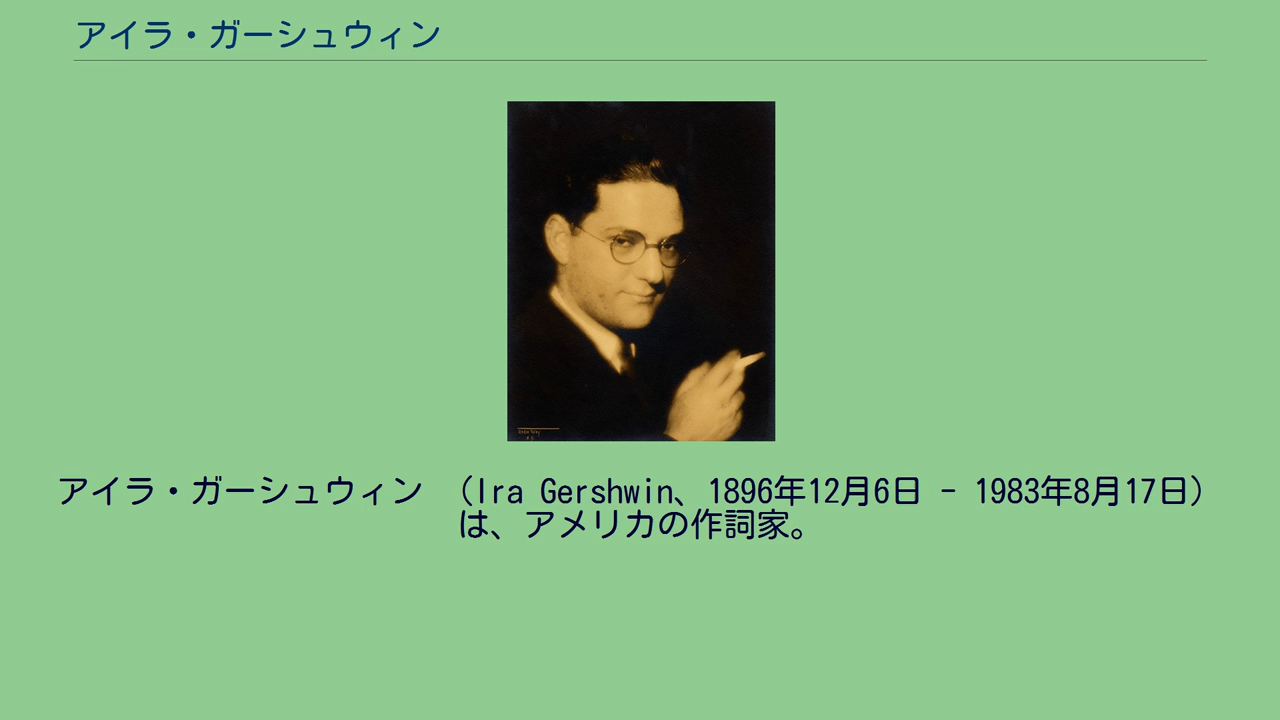 アイラ・ガーシュウィン
アイラ・ガーシュウィン （Ira Gershwin、1896年12月6日 - 1983年8月17日）
は、アメリカの作詞家。